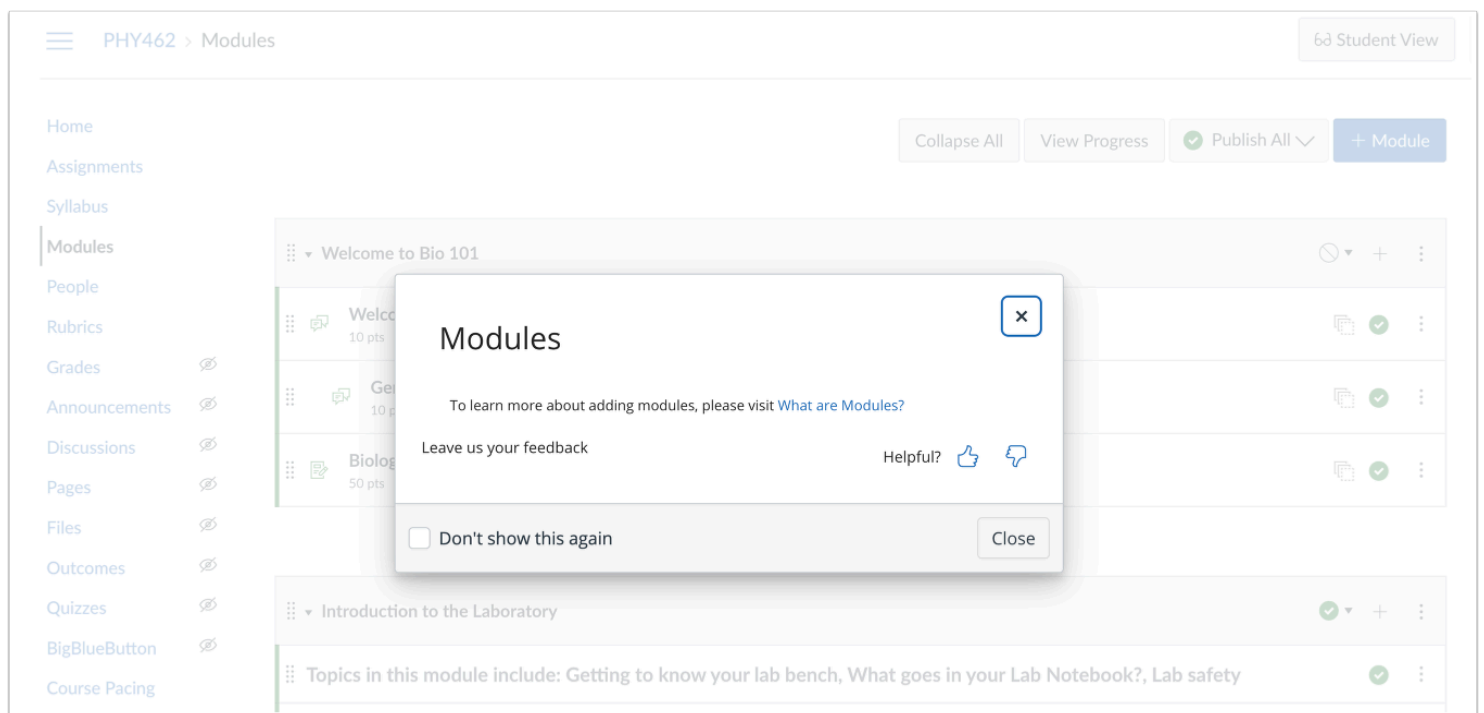 PHY462 > Modules
Student View
Home
Assignments
Syllabus
Modules
People
Rubrics
Grades
Announcements
Discussions
Pages
Files
Outcomes
Quizzes
BigBlueButton
Course Pacing
Collapse All
View Progress
Publish All
+ Module
Welcome to Bio 101
10 pts
10
Biolog
50 pts
Modules
To learn more about adding modules, please visit What are Modules?
Leave us your feedback
Helpful?
Don't show this again
Close
Introduction to the Laboratory
Topics in this module include: Getting to know your lab bench, What goes in your Lab Notebook?, Lab safety